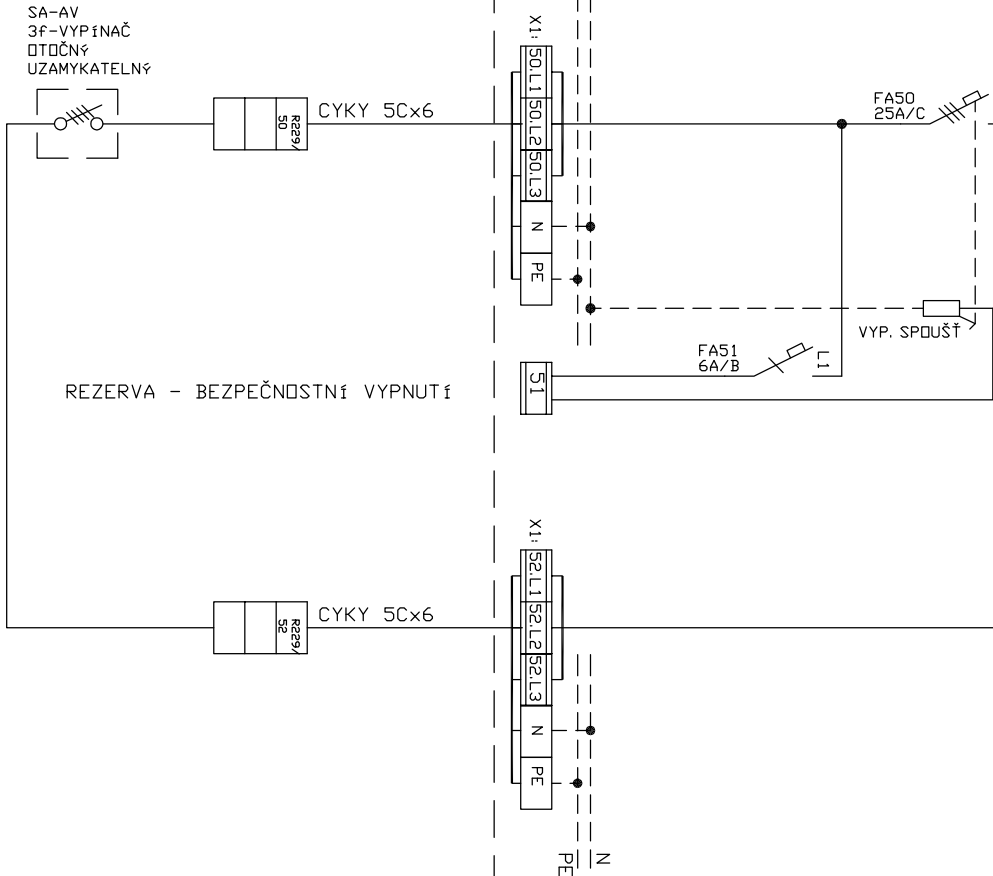 SA-AV
3f-VYPÍNAČ
OTOČNÝ
UZAMYKATELNÝ
R229/
50
CYKY 5Cx6
X1:
50.L1
50.L2
50.L3
N
PE
FA50
25A/C
VYP. SPOUŠŤ
FA51
6A/B
L1
51
REZERVA - BEZPEČNOSTNÍ VYPNUTÍ
X1:
52.L1
52.L2
52.L3
N
PE
R229/
52
CYKY 5Cx6
PE
N